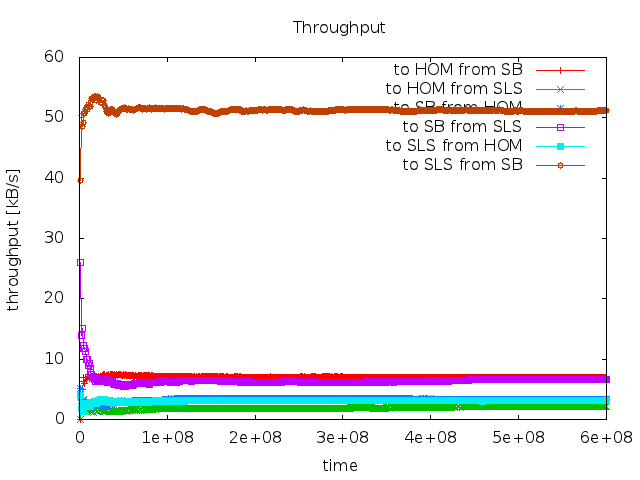 Throughput
60
50
40
30
20
10
0
throughput [kB/s]
to HOM from SB
to HOM from SLS
to SB from HOM
to SB from SLS
to SLS from HOM
to SLS from SB
0 1e+08 2e+08 3e+08 4e+08 5e+08 6e+08
time